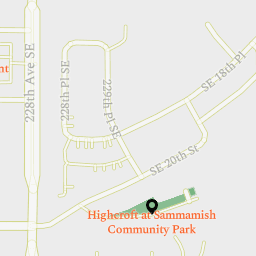 SE 18th Pl
228th Ave SE
228th Pl SE
229th Pl SE
SE 20th St
Highcroft at Sammamish
Community Park